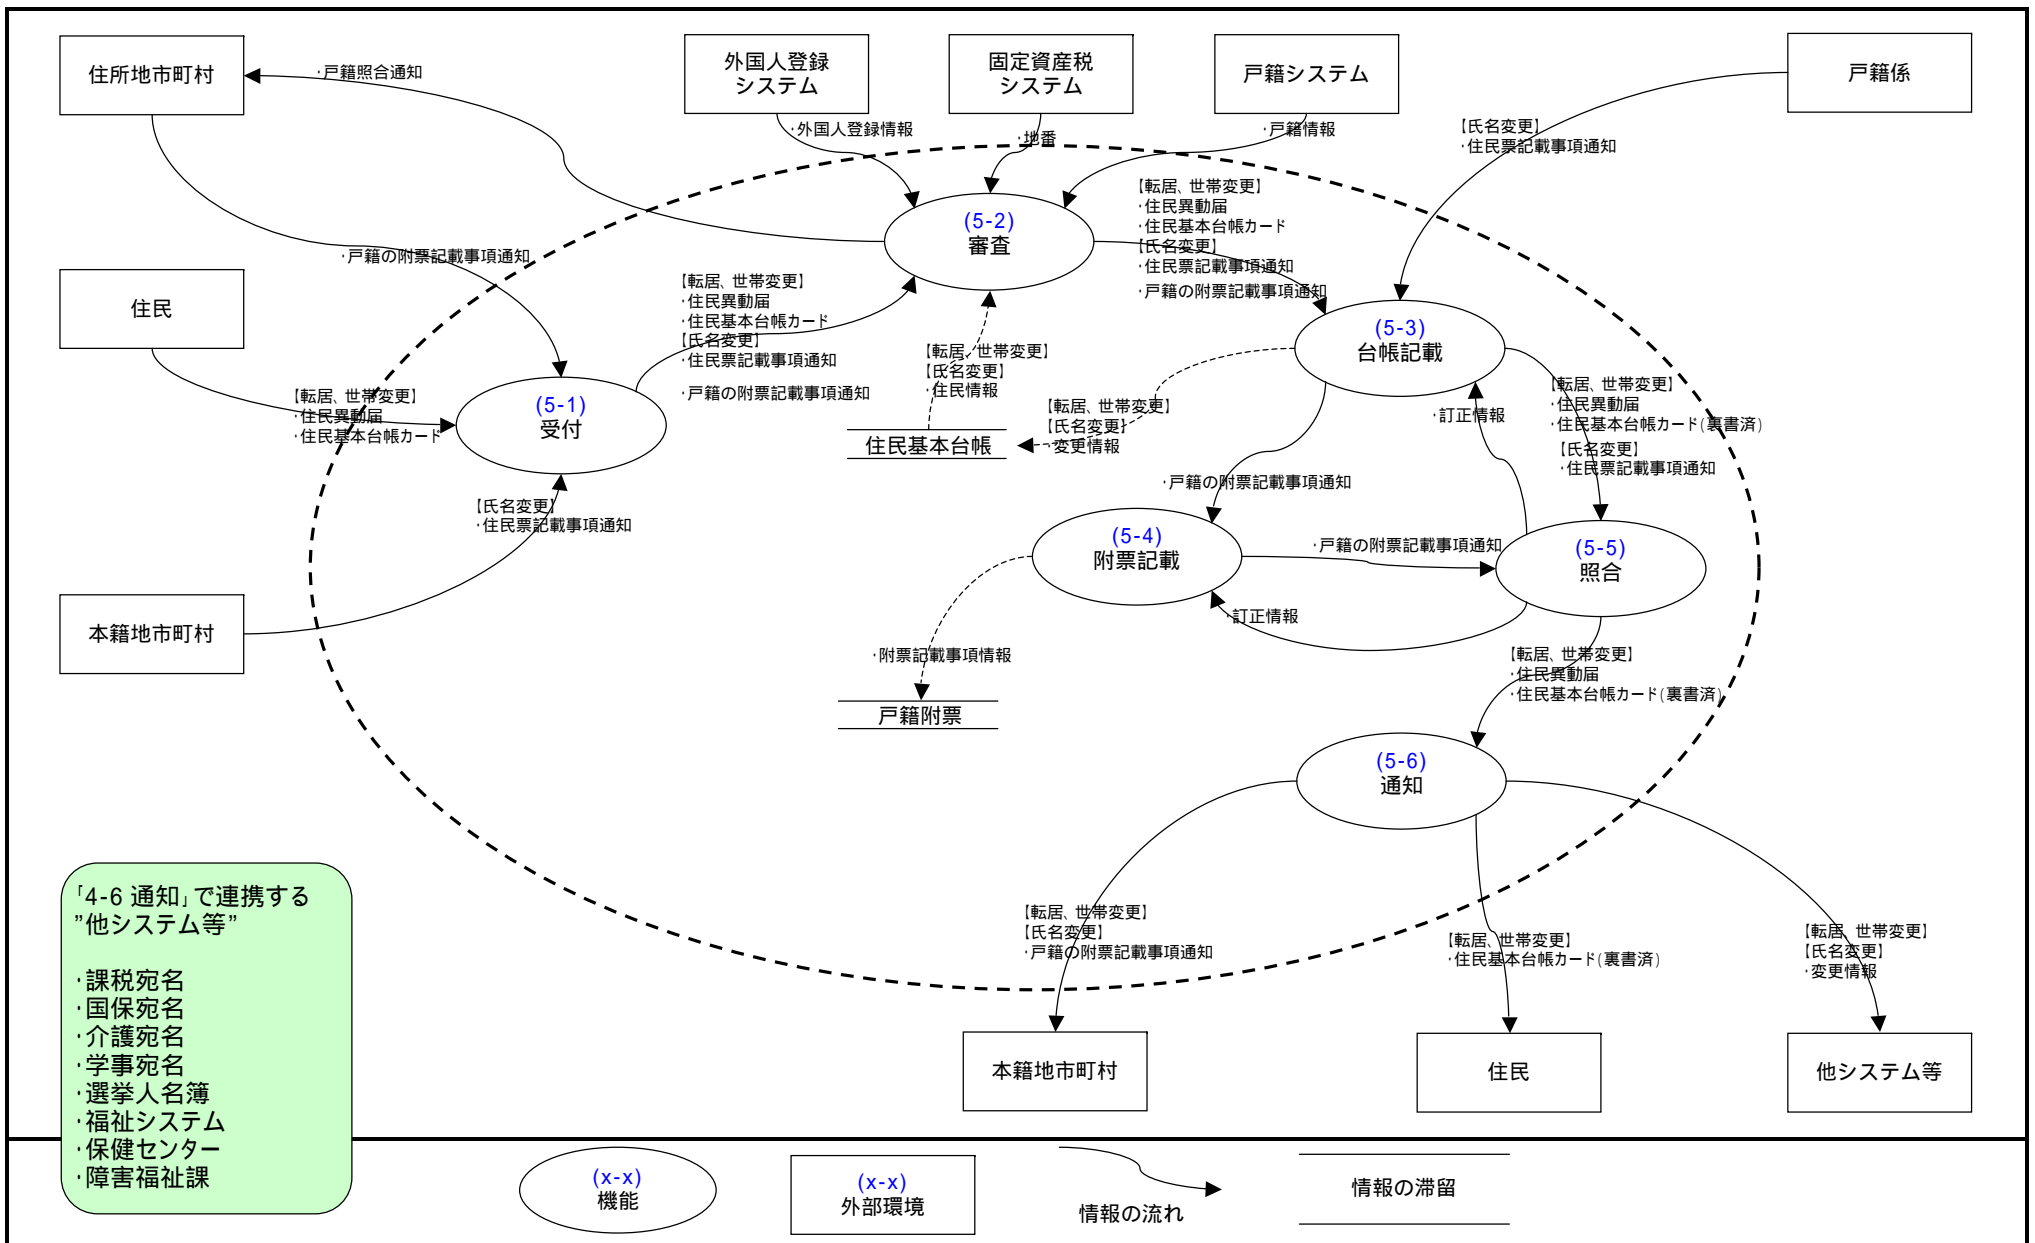 住所地市町村
・戸籍照合通知
外国人登録
システム
固定資産税
システム
戸籍システム
戸籍係
・外国人登録情報
・地番
・戸籍情報
【氏名変更】
・住民票記載事項通知
(5-2)
審査
【転居、世帯変更】
・住民異動届
・住民基本台帳カード
【氏名変更】
・住民票記載事項通知
・戸籍の附票記載事項通知
・戸籍の附票記載事項通知
住民
【転居、世帯変更】
・住民異動届
・住民基本台帳カード
【氏名変更】
・住民票記載事項通知
・戸籍の附票記載事項通知
(5-3)
台帳記載
【転居、世帯変更】
【氏名変更】
・住民情報
【転居、世帯変更】
・住民異動届
・住民基本台帳カード
(5-1)
受付
住民基本台帳
【転居、世帯変更】
【氏名変更】
・変更情報
・訂正情報
【転居、世帯変更】
・住民異動届
・住民基本台帳カード(裏書済)
【氏名変更】
・住民票記載事項通知
・戸籍の附票記載事項通知
【氏名変更】
・住民票記載事項通知
(5-4)
附票記載
・戸籍の附票記載事項通知
(5-5)
照合
・訂正情報
本籍地市町村
・附票記載事項情報
戸籍附票
【転居、世帯変更】
・住民異動届
・住民基本台帳カード(裏書済)
(5-6)
通知
【転居、世帯変更】
【氏名変更】
・戸籍の附票記載事項通知
【転居、世帯変更】
・住民基本台帳カード(裏書済)
【転居、世帯変更】
【氏名変更】
・変更情報
本籍地市町村
住民
他システム等
「4-6 通知」で連携する
”他システム等”
・課税宛名
・国保宛名
・介護宛名
・学事宛名
・選挙人名簿
・福祉システム
・保健センター
・障害福祉課
(x-x)
機能
(x-x)
外部環境
情報の流れ
情報の滞留